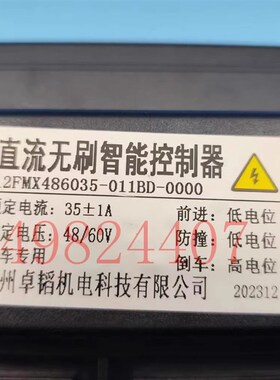 直流无刷智能控制器
12FMX486035-011BD-0000
定电流: 35±1A
前进: 低电位
定电压: 48/60V
防撞: 低电位
车专用
倒车: 高电位
州卓韬机电科技有限公司
202312
49824407